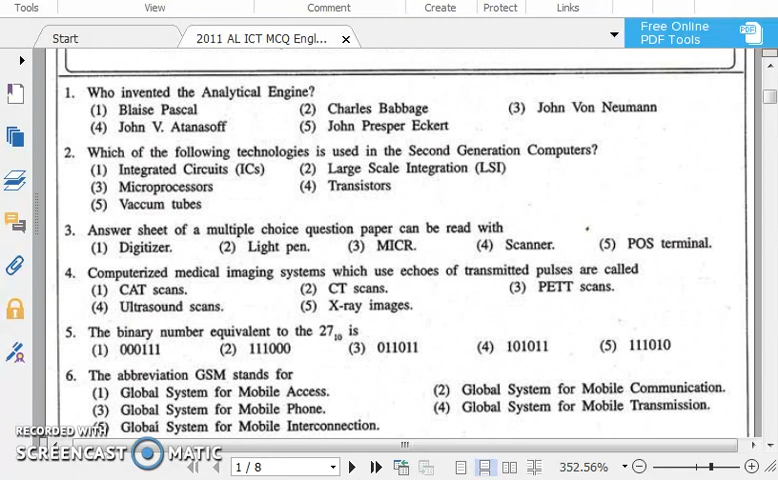 Tools View Comment Create Protect Links
Start 2011 AL ICT MCQ Engl... × Free Online
PDF Tools
1. Who invented the Analytical Engine?
(1) Blaise Pascal (2) Charles Babbage (3) John Von Neumann
(4) John V. Atanasoff (5) John Presper Eckert
2. Which of the following technologies is used in the Second Generation Computers?
(1) Integrated Circuits (ICs) (2) Large Scale Integration (LSI)
(3) Microprocessors (4) Transistors
(5) Vaccum tubes
3. Answer sheet of a multiple choice question paper can be read with
(1) Digitizer. (2) Light pen. (3) MICR. (4) Scanner. (5) POS terminal.
4. Computerized medical imaging systems which use echoes of transmitted pulses are called
(1) CAT scans. (2) CT scans. (3) PETT scans.
(4) Ultrasound scans. (5) X-ray images.
5. The binary number equivalent to the 27₁₀ is
(1) 000111 (2) 111000 (3) 011011 (4) 101011 (5) 111010
6. The abbreviation GSM stands for
(1) Global System for Mobile Access. (2) Global System for Mobile Communication.
(3) Global System for Mobile Phone. (4) Global System for Mobile Transmission.
(5) Global System for Mobile Interconnection.
RECORDED WITH
SCREENCAST MATIC
1 / 8 352.56%